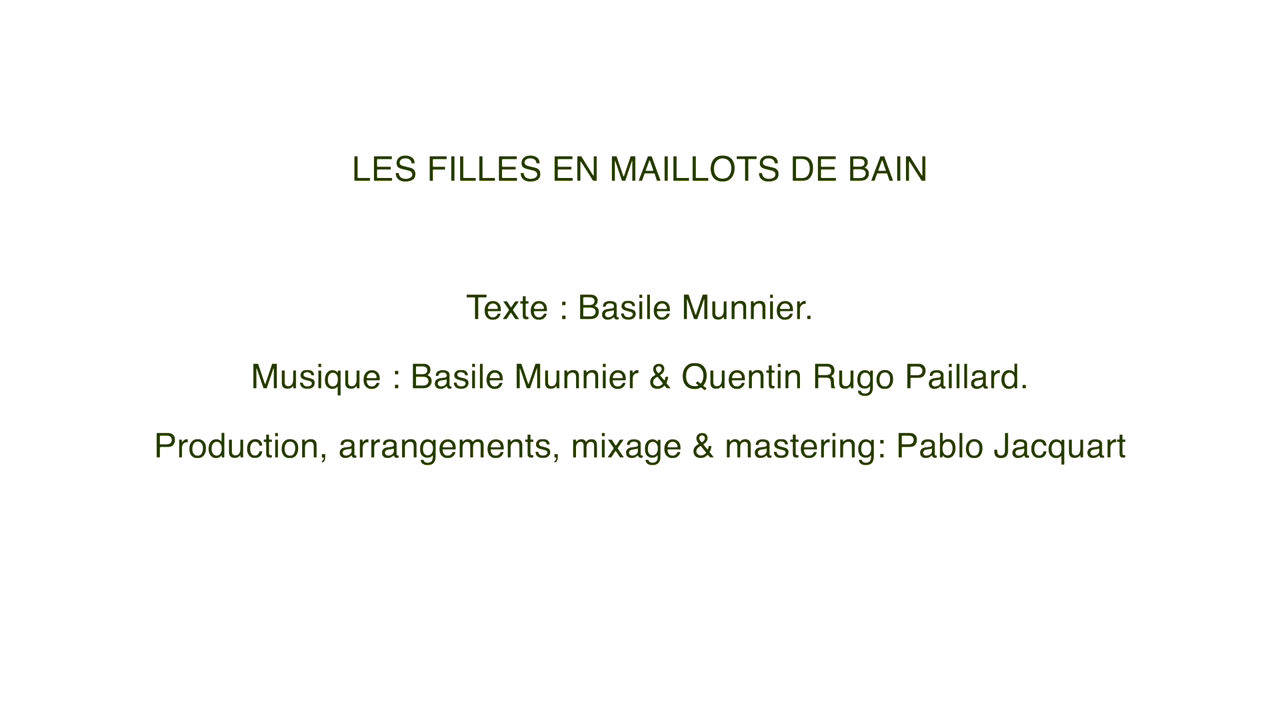 LES FILLES EN MAILLOTS DE BAIN
Texte : Basile Munnier.
Musique : Basile Munnier & Quentin Rugo Paillard.
Production, arrangements, mixage & mastering: Pablo Jacquart